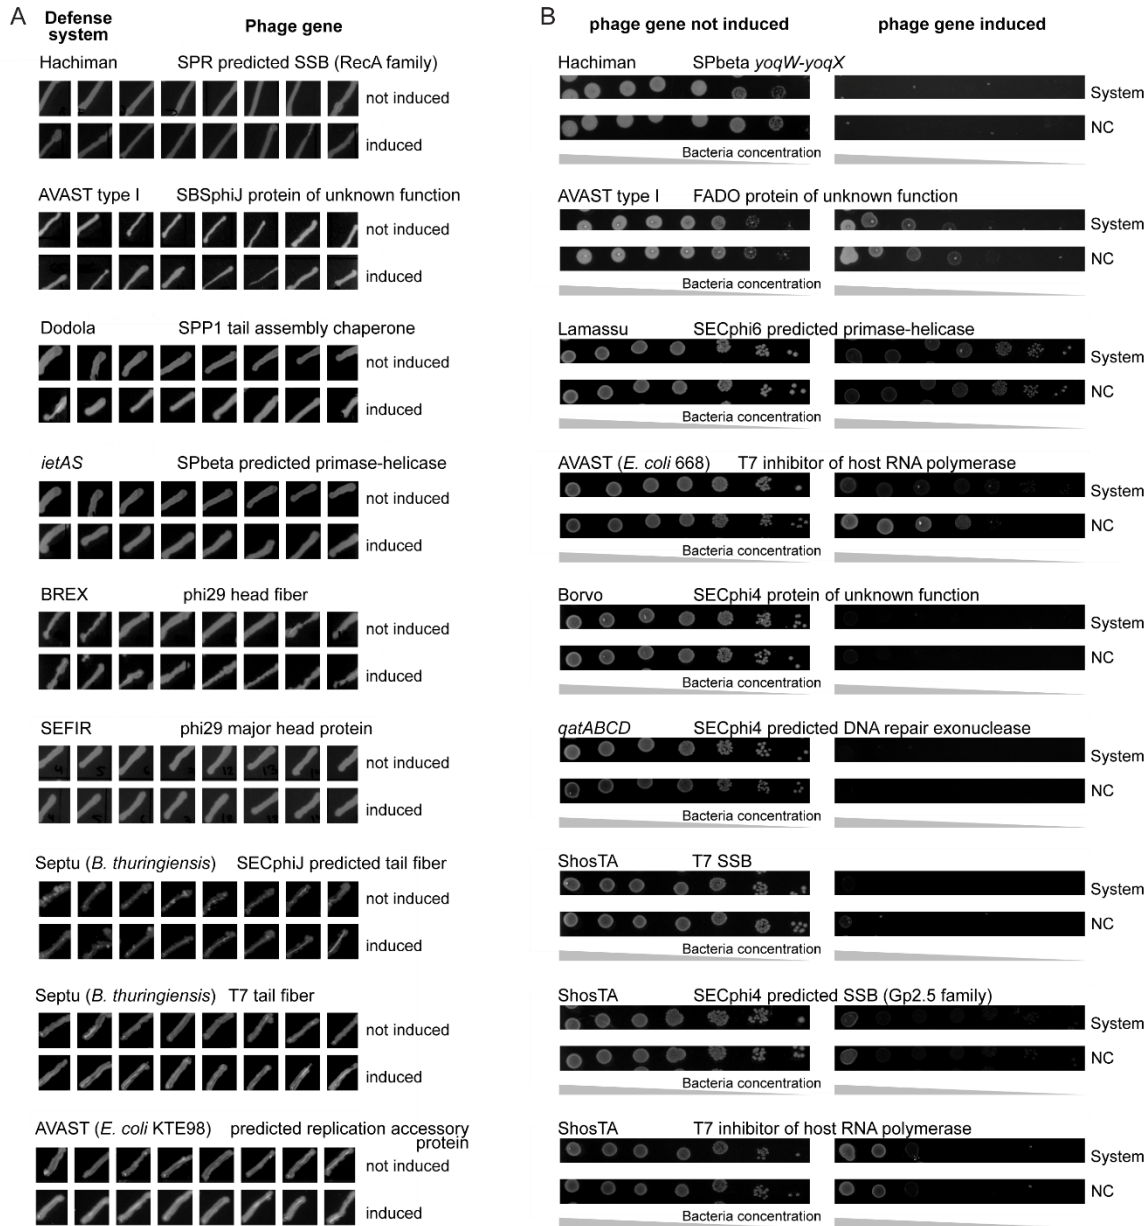 A
Defense system
Phage gene
Hachiman SPR predicted SSB (RecA family)
not induced
induced
AVAST type I SBSphiJ protein of unknown function
not induced
induced
Dodola SPP1 tail assembly chaperone
not induced
induced
ietAS SPbeta predicted primase-helicase
not induced
induced
BREX phi29 head fiber
not induced
induced
SEFIR phi29 major head protein
not induced
induced
Septu (B. thuringiensis) SECphiJ predicted tail fiber
not induced
induced
Septu (B. thuringiensis) T7 tail fiber
not induced
induced
AVAST (E. coli KTE98) predicted replication accessory
protein
not induced
induced
B
phage gene not induced phage gene induced
Hachiman SPbeta yoqW-yoqX
System
NC
Bacteria concentration
AVAST type I FADO protein of unknown function
System
NC
Bacteria concentration
Lamassu SECphi6 predicted primase-helicase
System
NC
Bacteria concentration
AVAST (E. coli 668) T7 inhibitor of host RNA polymerase
System
NC
Bacteria concentration
Borvo SECphi4 protein of unknown function
System
NC
Bacteria concentration
qatABCD SECphi4 predicted DNA repair exonuclease
System
NC
Bacteria concentration
ShosTA T7 SSB
System
NC
Bacteria concentration
ShosTA SECphi4 predicted SSB (Gp2.5 family)
System
NC
Bacteria concentration
ShosTA T7 inhibitor of host RNA polymerase
System
NC
Bacteria concentration